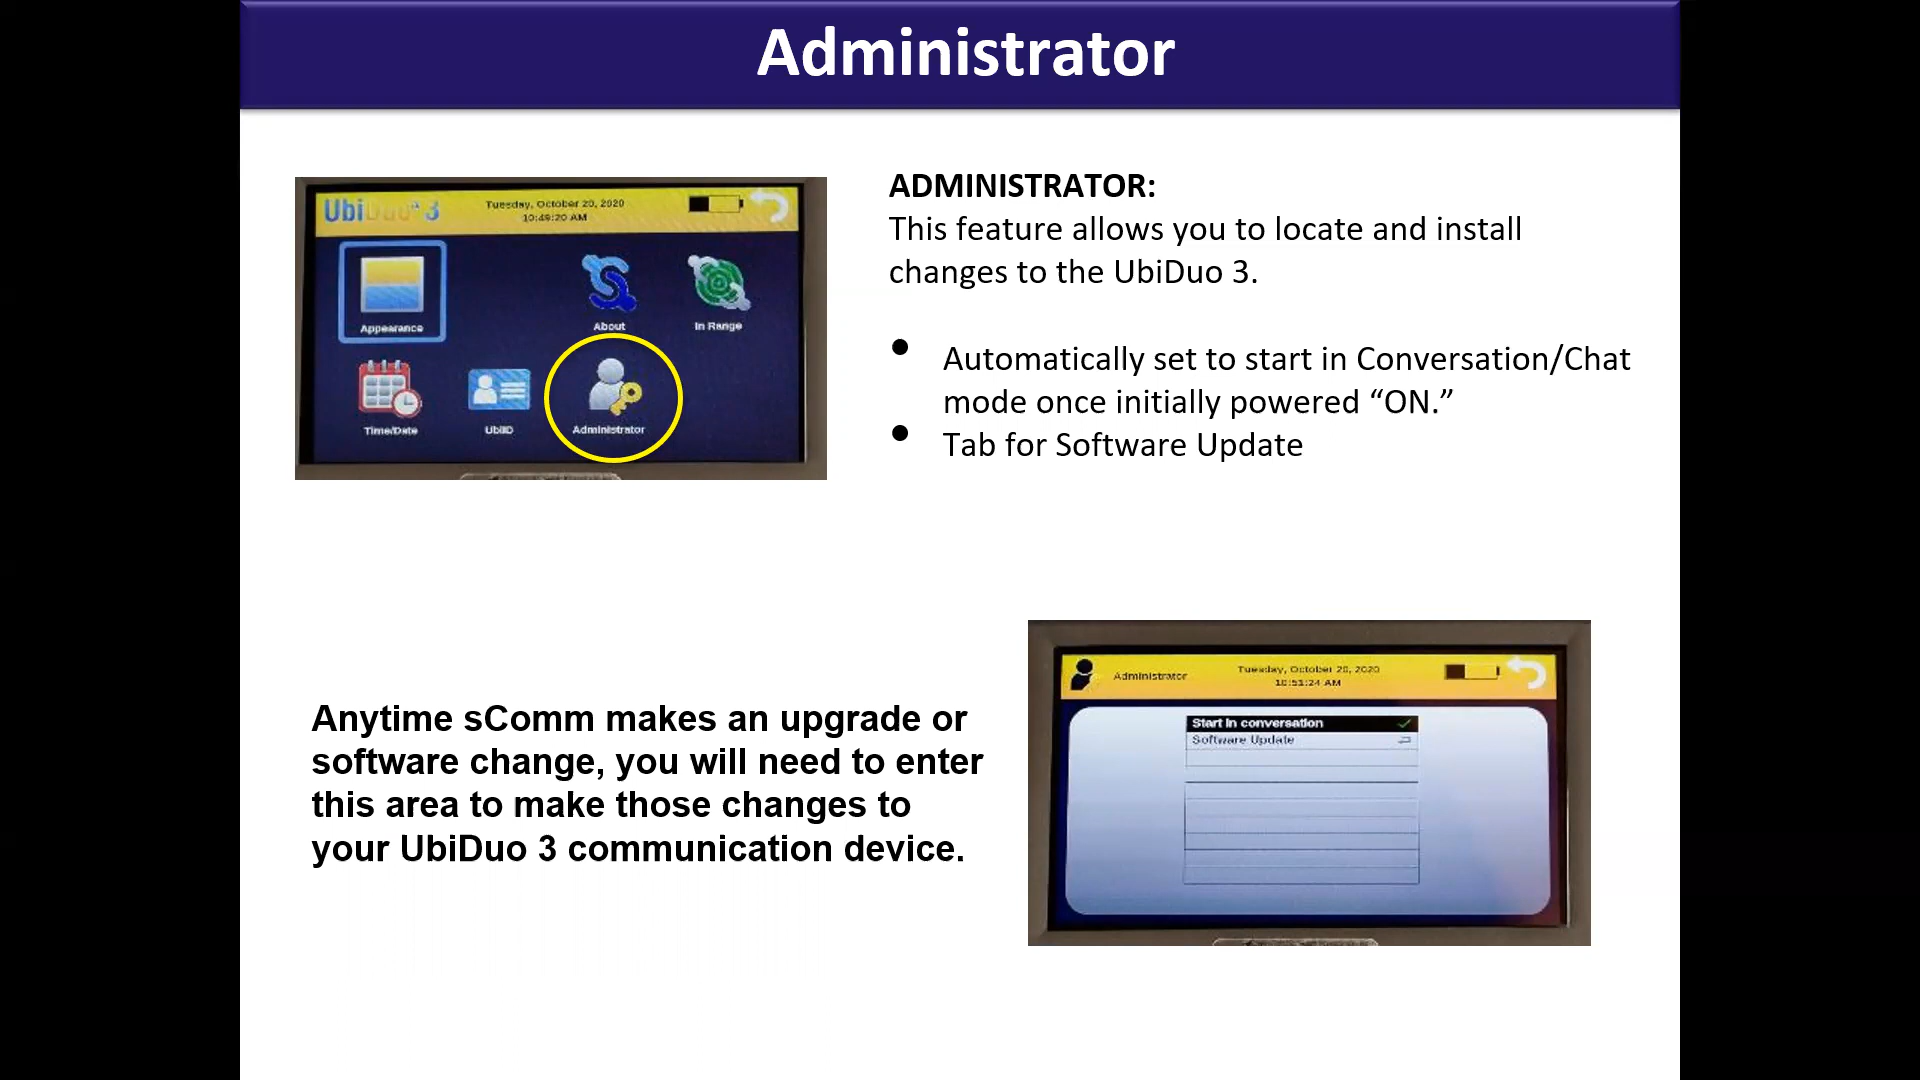 Administrator
UbiDuo 3
Tuesday, October 20, 2020
10:49:20 AM
Appearance
About
In Range
Time/Date
UbiID
Administrator
ADMINISTRATOR:
This feature allows you to locate and install
changes to the UbiDuo 3.
• Automatically set to start in Conversation/Chat
mode once initially powered “ON.”
• Tab for Software Update
Anytime sComm makes an upgrade or
software change, you will need to enter
this area to make those changes to
your UbiDuo 3 communication device.
Administrator
Tuesday, October 20, 2020
10:51:24 AM
Start in conversation
Software Update